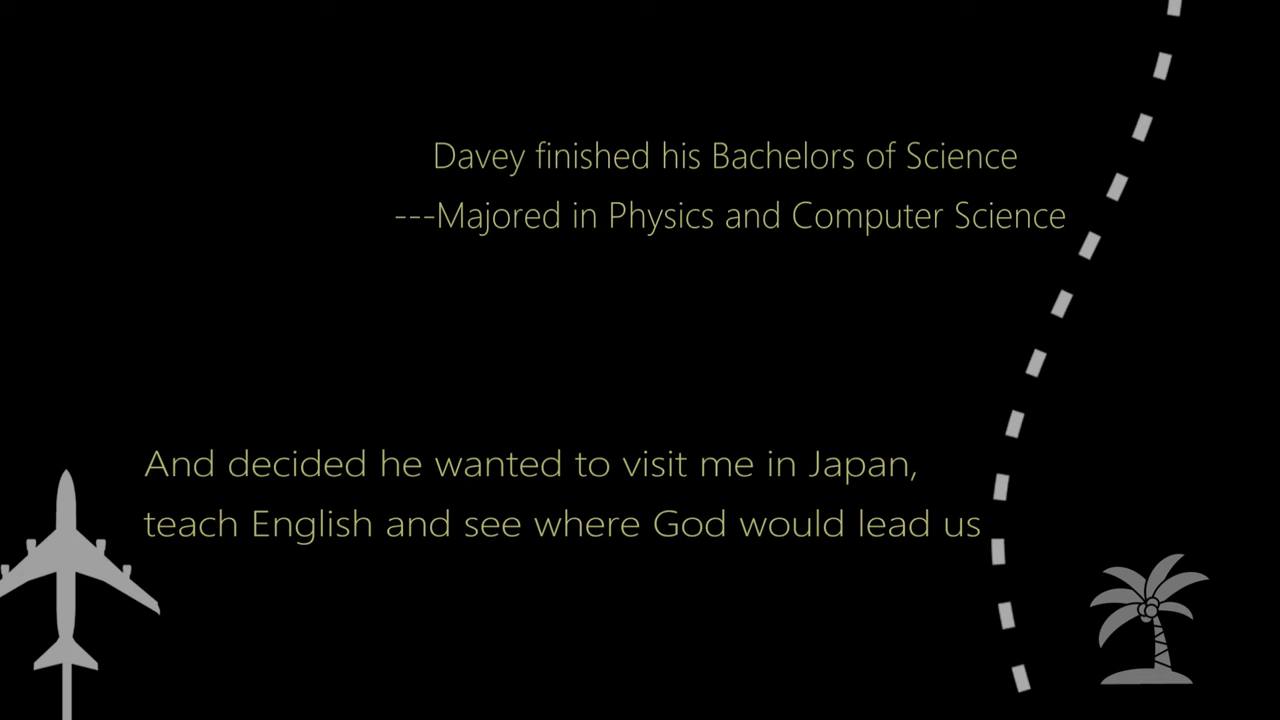 Davey finished his Bachelors of Science
---Majored in Physics and Computer Science
And decided he wanted to visit me in Japan,
teach English and see where God would lead us